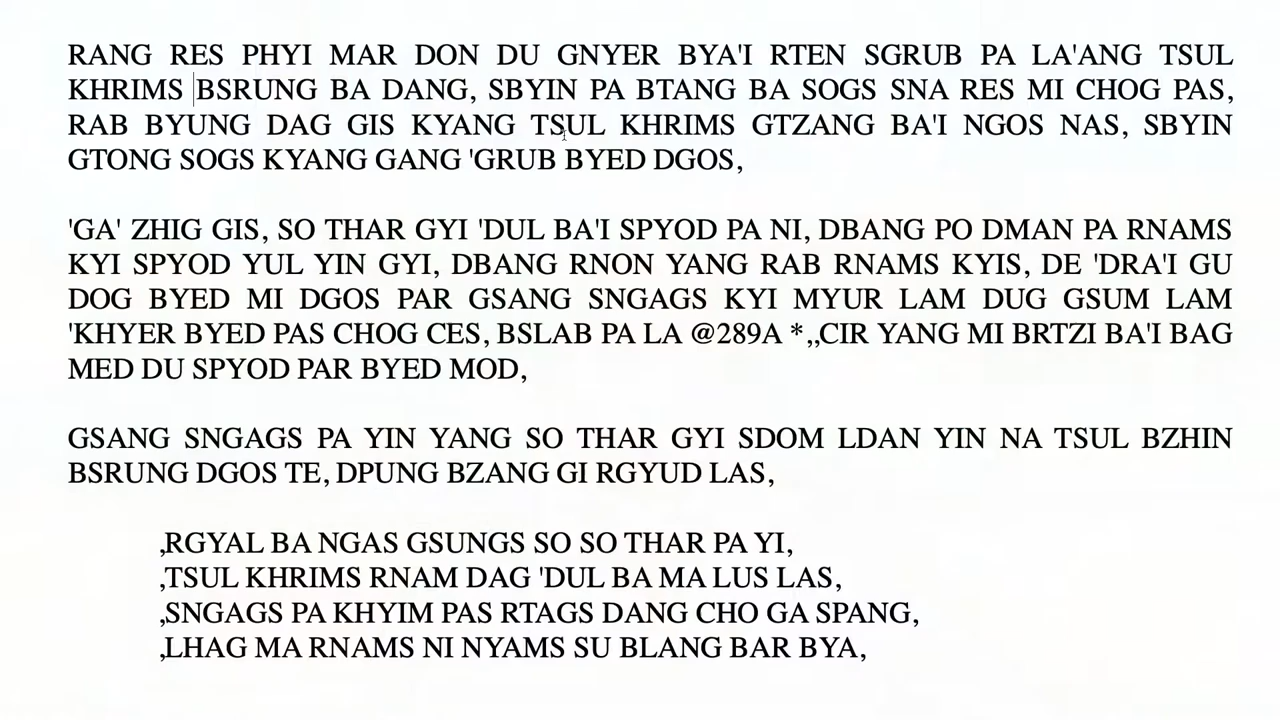 RANG RES PHYI MAR DON DU GNYER BYA'I RTEN SGRUB PA LA'ANG TSUL
KHRIMS BSRUNG BA DANG, SBYIN PA BTANG BA SOGS SNA RES MI CHOG PAS,
RAB BYUNG DAG GIS KYANG TSUL KHRIMS GTZANG BA'I NGOS NAS, SBYIN
GTONG SOGS KYANG GANG 'GRUB BYED DGOS,
'GA' ZHIG GIS, SO THAR GYI 'DUL BA'I SPYOD PA NI, DBANG PO DMAN PA RNAMS
KYI SPYOD YUL YIN GYI, DBANG RNON YANG RAB RNAMS KYIS, DE 'DRA'I GU
DOG BYED MI DGOS PAR GSANG SNGAGS KYI MYUR LAM DUG GSUM LAM
'KHYER BYED PAS CHOG CES, BSLAB PA LA @289A *,,CIR YANG MI BRTZI BA'I BAG
MED DU SPYOD PAR BYED MOD,
GSANG SNGAGS PA YIN YANG SO THAR GYI SDOM LDAN YIN NA TSUL BZHIN
BSRUNG DGOS TE, DPUNG BZANG GI RGYUD LAS,
,RGYAL BA NGAS GSUNGS SO SO THAR PA YI,
,TSUL KHRIMS RNAM DAG 'DUL BA MA LUS LAS,
,SNGAGS PA KHYIM PAS RTAGS DANG CHO GA SPANG,
,LHAG MA RNAMS NI NYAMS SU BLANG BAR BYA,